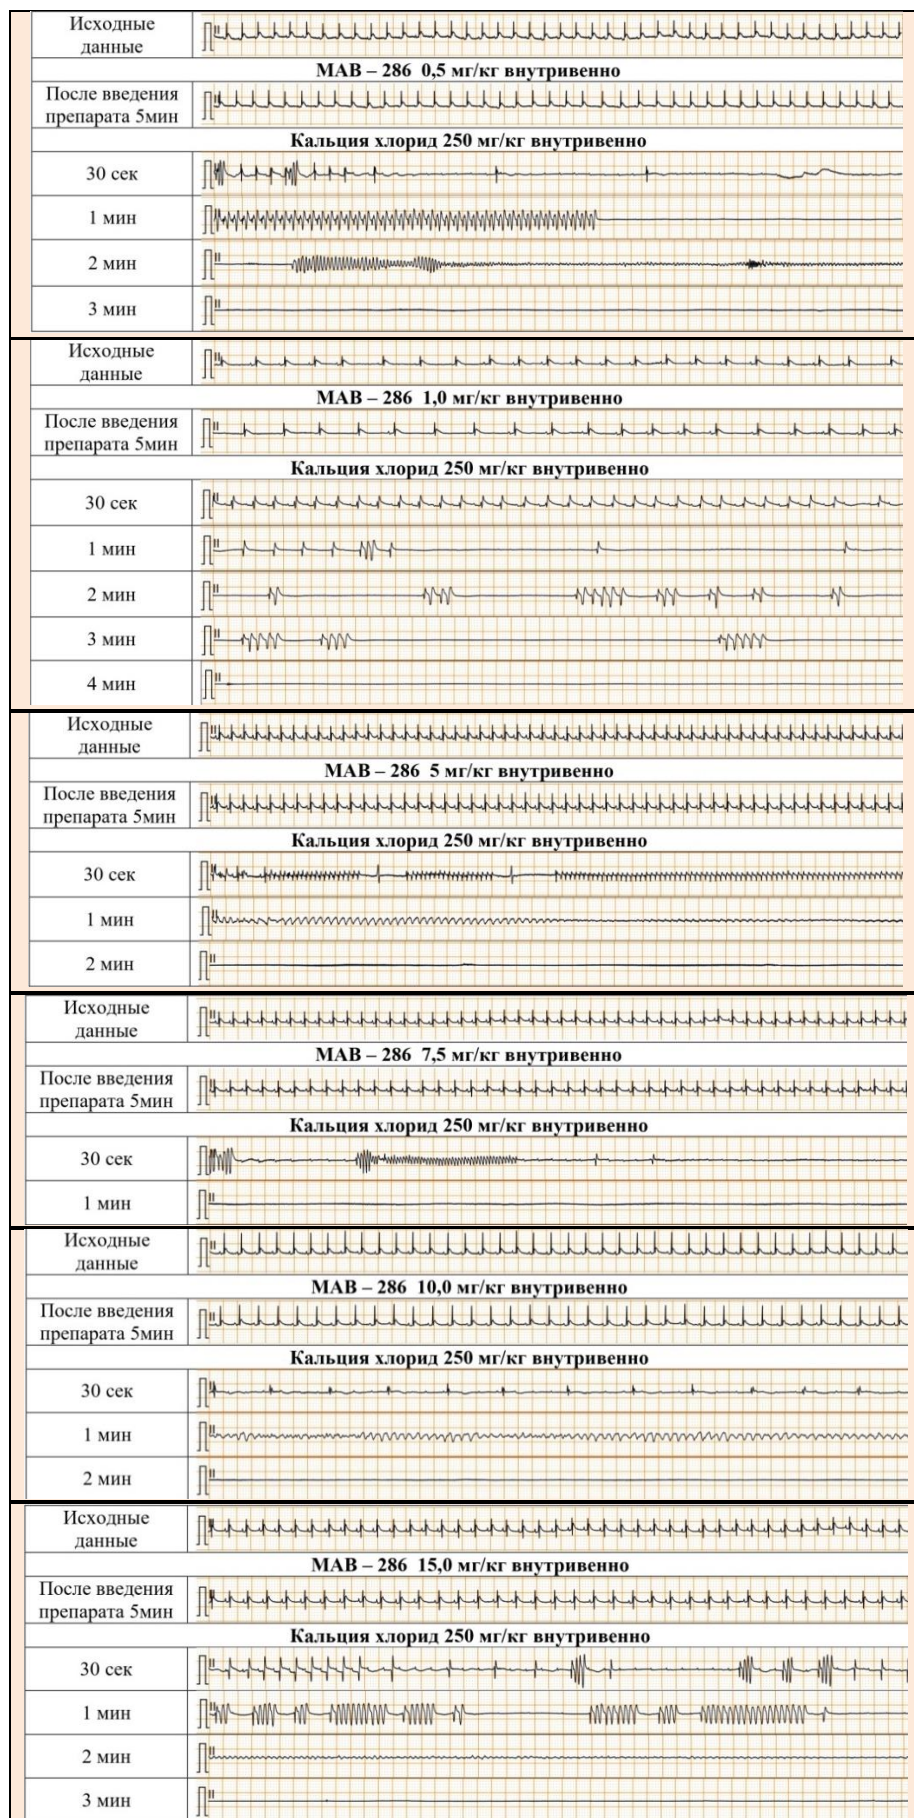 Исходные
данные
МАВ – 286 0,5 мг/кг внутривенно
После введения
препарата 5мин
Кальция хлорид 250 мг/кг внутривенно
30 сек
1 мин
2 мин
3 мин
Исходные
данные
МАВ – 286 1,0 мг/кг внутривенно
После введения
препарата 5мин
Кальция хлорид 250 мг/кг внутривенно
30 сек
1 мин
2 мин
3 мин
4 мин
Исходные
данные
МАВ – 286 5 мг/кг внутривенно
После введения
препарата 5мин
Кальция хлорид 250 мг/кг внутривенно
30 сек
1 мин
2 мин
Исходные
данные
МАВ – 286 7,5 мг/кг внутривенно
После введения
препарата 5мин
Кальция хлорид 250 мг/кг внутривенно
30 сек
1 мин
Исходные
данные
МАВ – 286 10,0 мг/кг внутривенно
После введения
препарата 5мин
Кальция хлорид 250 мг/кг внутривенно
30 сек
1 мин
2 мин
Исходные
данные
МАВ – 286 15,0 мг/кг внутривенно
После введения
препарата 5мин
Кальция хлорид 250 мг/кг внутривенно
30 сек
1 мин
2 мин
3 мин